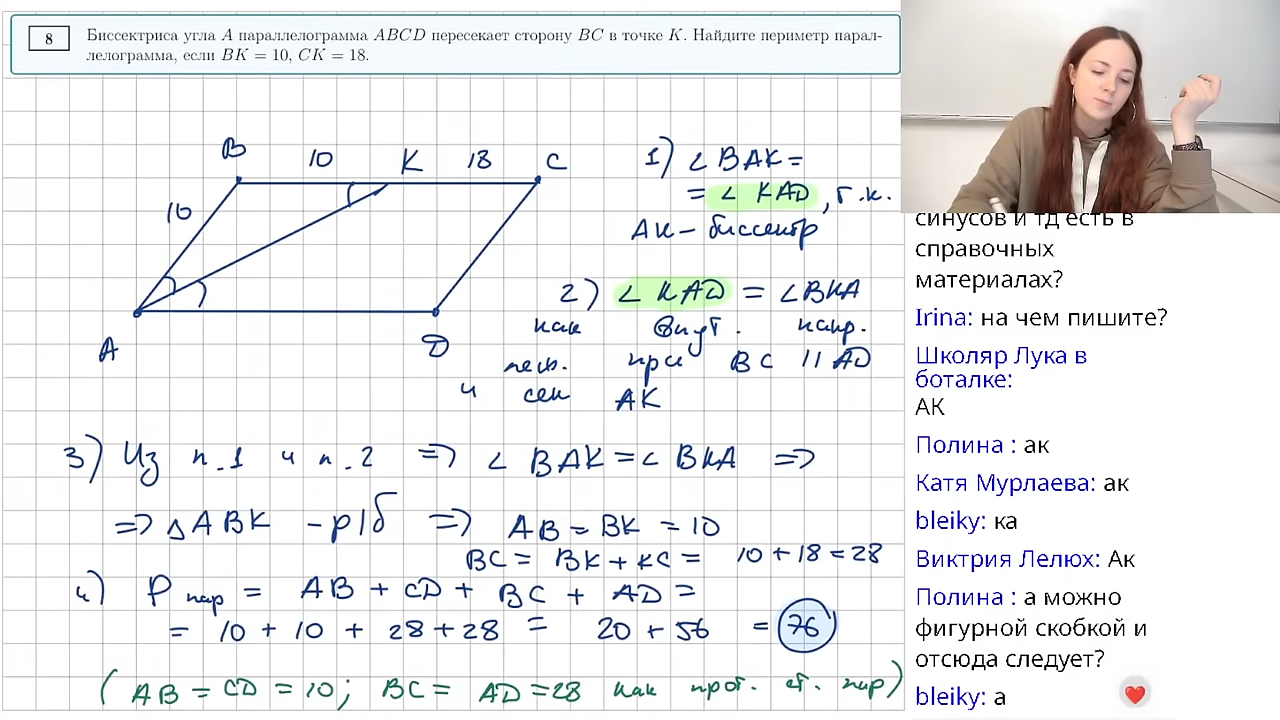 8
Биссектриса угла A параллелограмма ABCD пересекает сторону BC в точке K. Найдите периметр парал-
лелограмма, если BK = 10, CK = 18.
B 10 K 18 C
10
A D
1) ∠ BAK =
= ∠ KAD, т.к.
AK – биссектр
2) ∠ KAD = ∠BKA
как внут. накр.
леж. при BC || AD
и сек AK
3) Из п.1 и п.2 => ∠ BAK = ∠ BKA =>
=> △ ABK – р/б => AB = BK = 10
BC = BK + KC = 10 + 18 = 28
4) P пар = AB + CD + BC + AD =
= 10 + 10 + 28 + 28 = 20 + 56 = 76
( AB = CD = 10; BC = AD = 28 как прот. ст. пар)
синусов и тд есть в
справочных
материалах?
Irina: на чем пишите?
Школяр Лука в
боталке:
АК
Полина : ак
Катя Мурлаева: ак
bleiky: ка
Виктрия Лелюх: Ак
Полина : а можно
фигурной скобкой и
отсюда следует?
bleiky: а